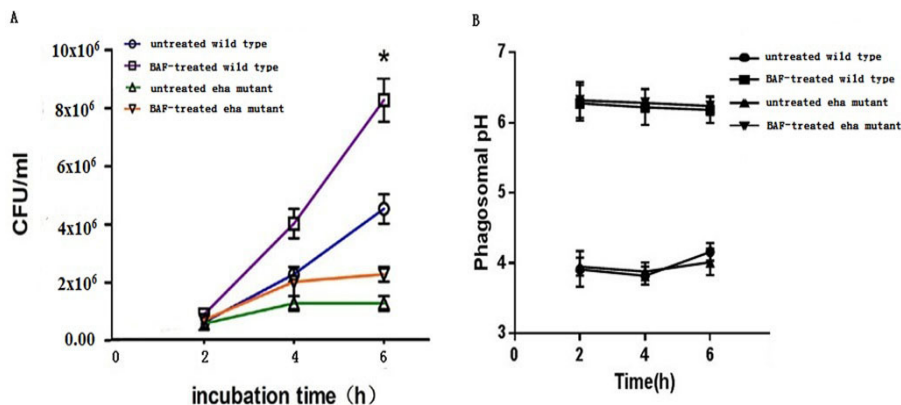 A
CFU/ml
10x10⁶
8x10⁶
6x10⁶
4x10⁶
2x10⁶
0.00
0
2
4
6
incubation time (h)
untreated wild type
BAF-treated wild type
untreated eha mutant
BAF-treated eha mutant
*
B
Phagosomal pH
7
6
5
4
3
0
2
4
6
Time(h)
untreated wild type
BAF-treated wild type
untreated eha mutant
BAF-treated eha mutant